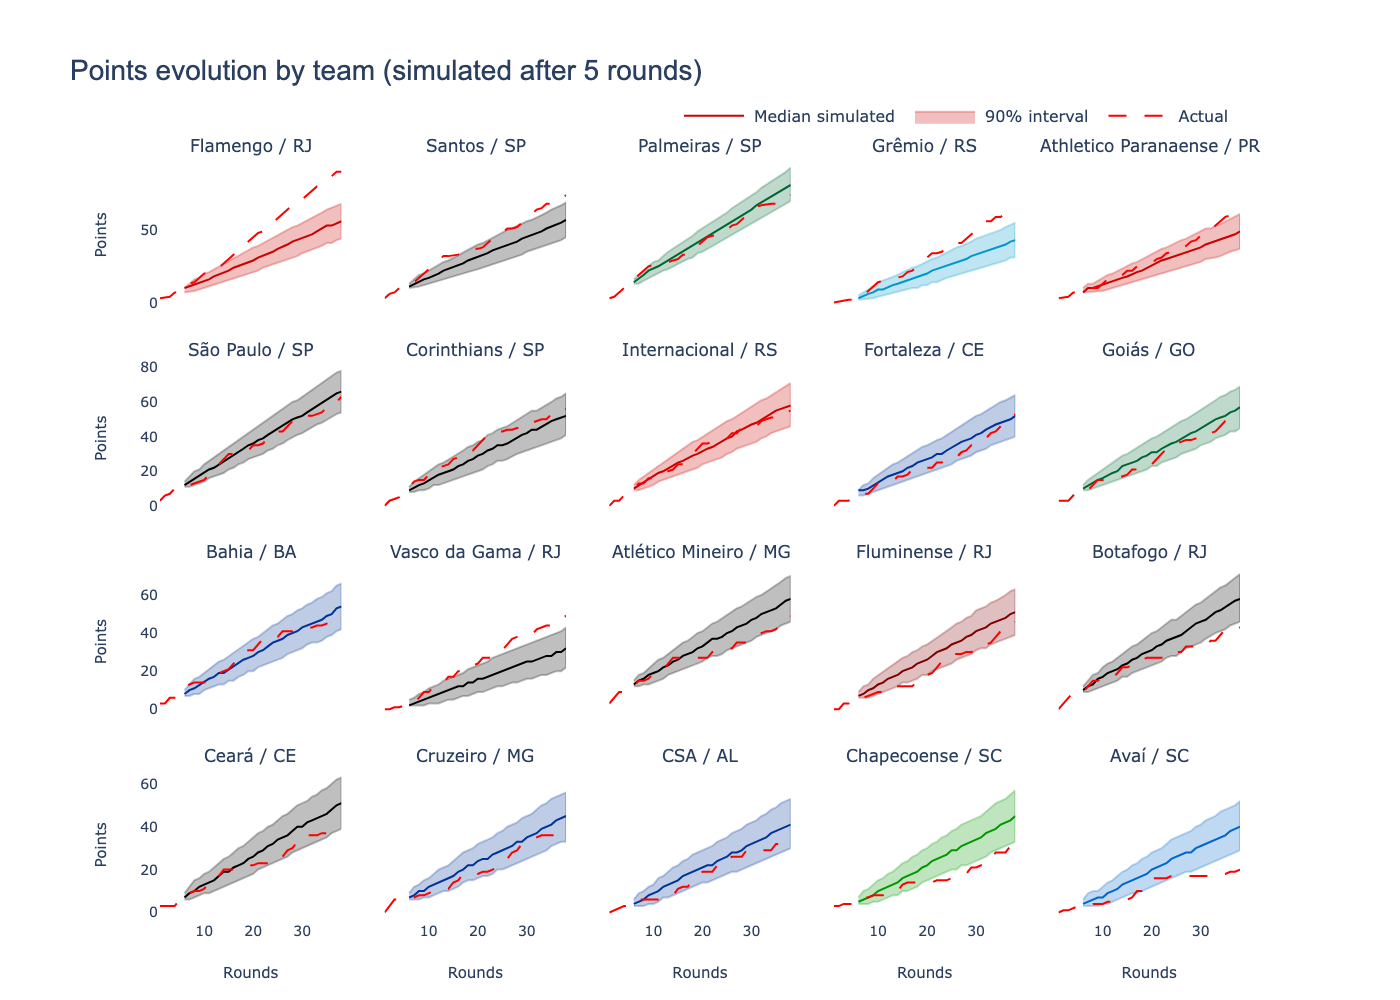 Points evolution by team (simulated after 5 rounds)
Median simulated 90% interval Actual
Flamengo / RJ Santos / SP Palmeiras / SP Grêmio / RS Athletico Paranaense / PR
Points
50
0
São Paulo / SP Corinthians / SP Internacional / RS Fortaleza / CE Goiás / GO
Points
80
60
40
20
0
Bahia / BA Vasco da Gama / RJ Atlético Mineiro / MG Fluminense / RJ Botafogo / RJ
Points
60
40
20
0
Ceará / CE Cruzeiro / MG CSA / AL Chapecoense / SC Avaí / SC
Points
60
40
20
0
10 20 30 10 20 30 10 20 30 10 20 30 10 20 30
Rounds Rounds Rounds Rounds Rounds